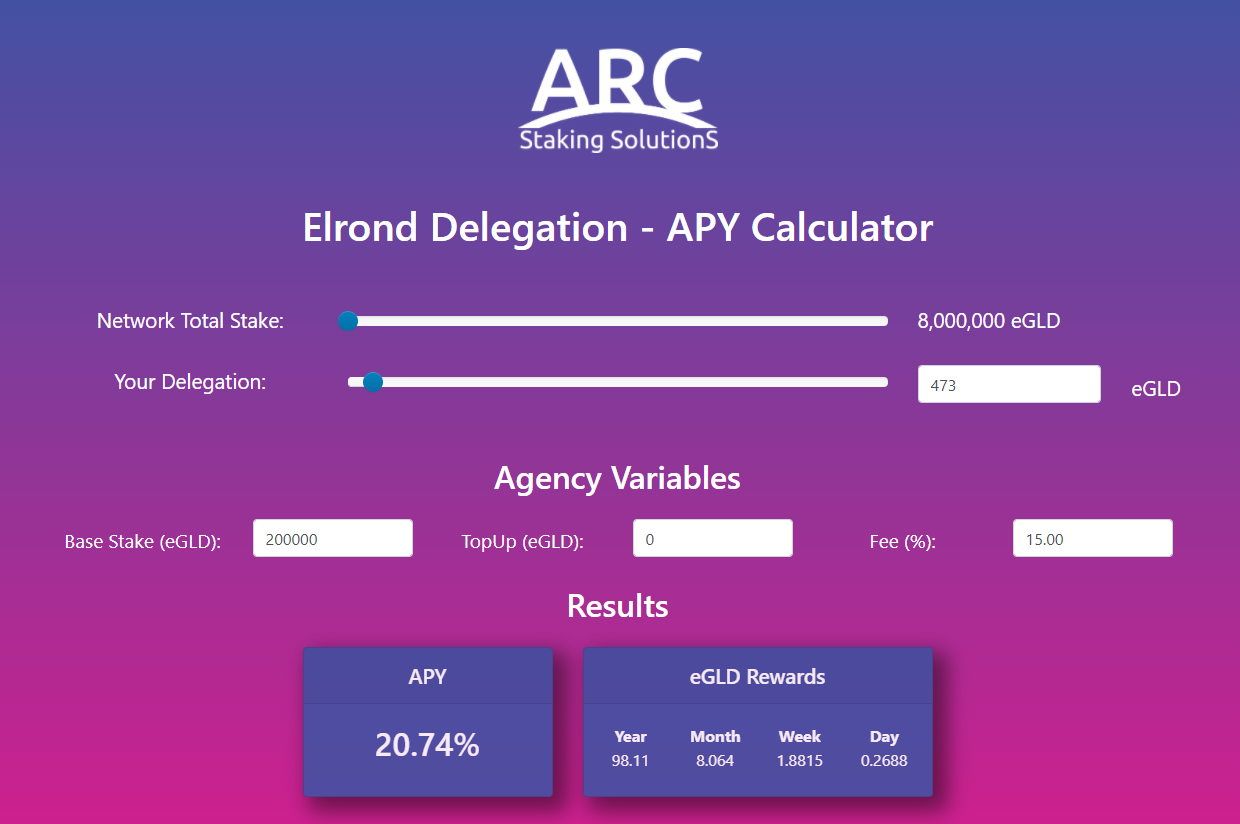 ARC
Staking SolutionS
Elrond Delegation - APY Calculator
Network Total Stake: 8,000,000 eGLD
Your Delegation: 473 eGLD
Agency Variables
Base Stake (eGLD): 200000 TopUp (eGLD): 0 Fee (%): 15.00
Results
APY
20.74%
eGLD Rewards
Year Month Week Day
98.11 8.064 1.8815 0.2688